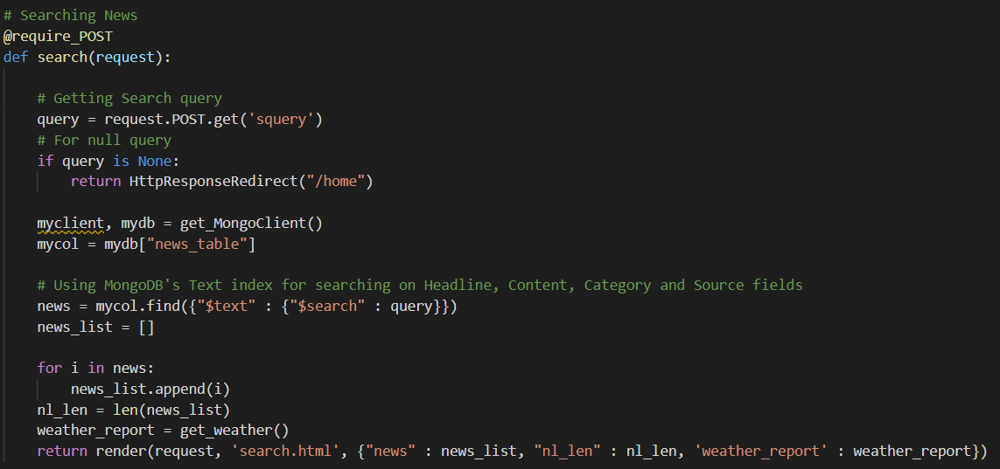 # Searching News
@require_POST
def search(request):
# Getting Search query
query = request.POST.get('squery')
# For null query
if query is None:
return HttpResponseRedirect("/home")
myclient, mydb = get_MongoClient()
mycol = mydb["news_table"]
# Using MongoDB's Text index for searching on Headline, Content, Category and Source fields
news = mycol.find({"$text" : {"$search" : query}})
news_list = []
for i in news:
news_list.append(i)
nl_len = len(news_list)
weather_report = get_weather()
return render(request, 'search.html', {"news" : news_list, "nl_len" : nl_len, 'weather_report' : weather_report})